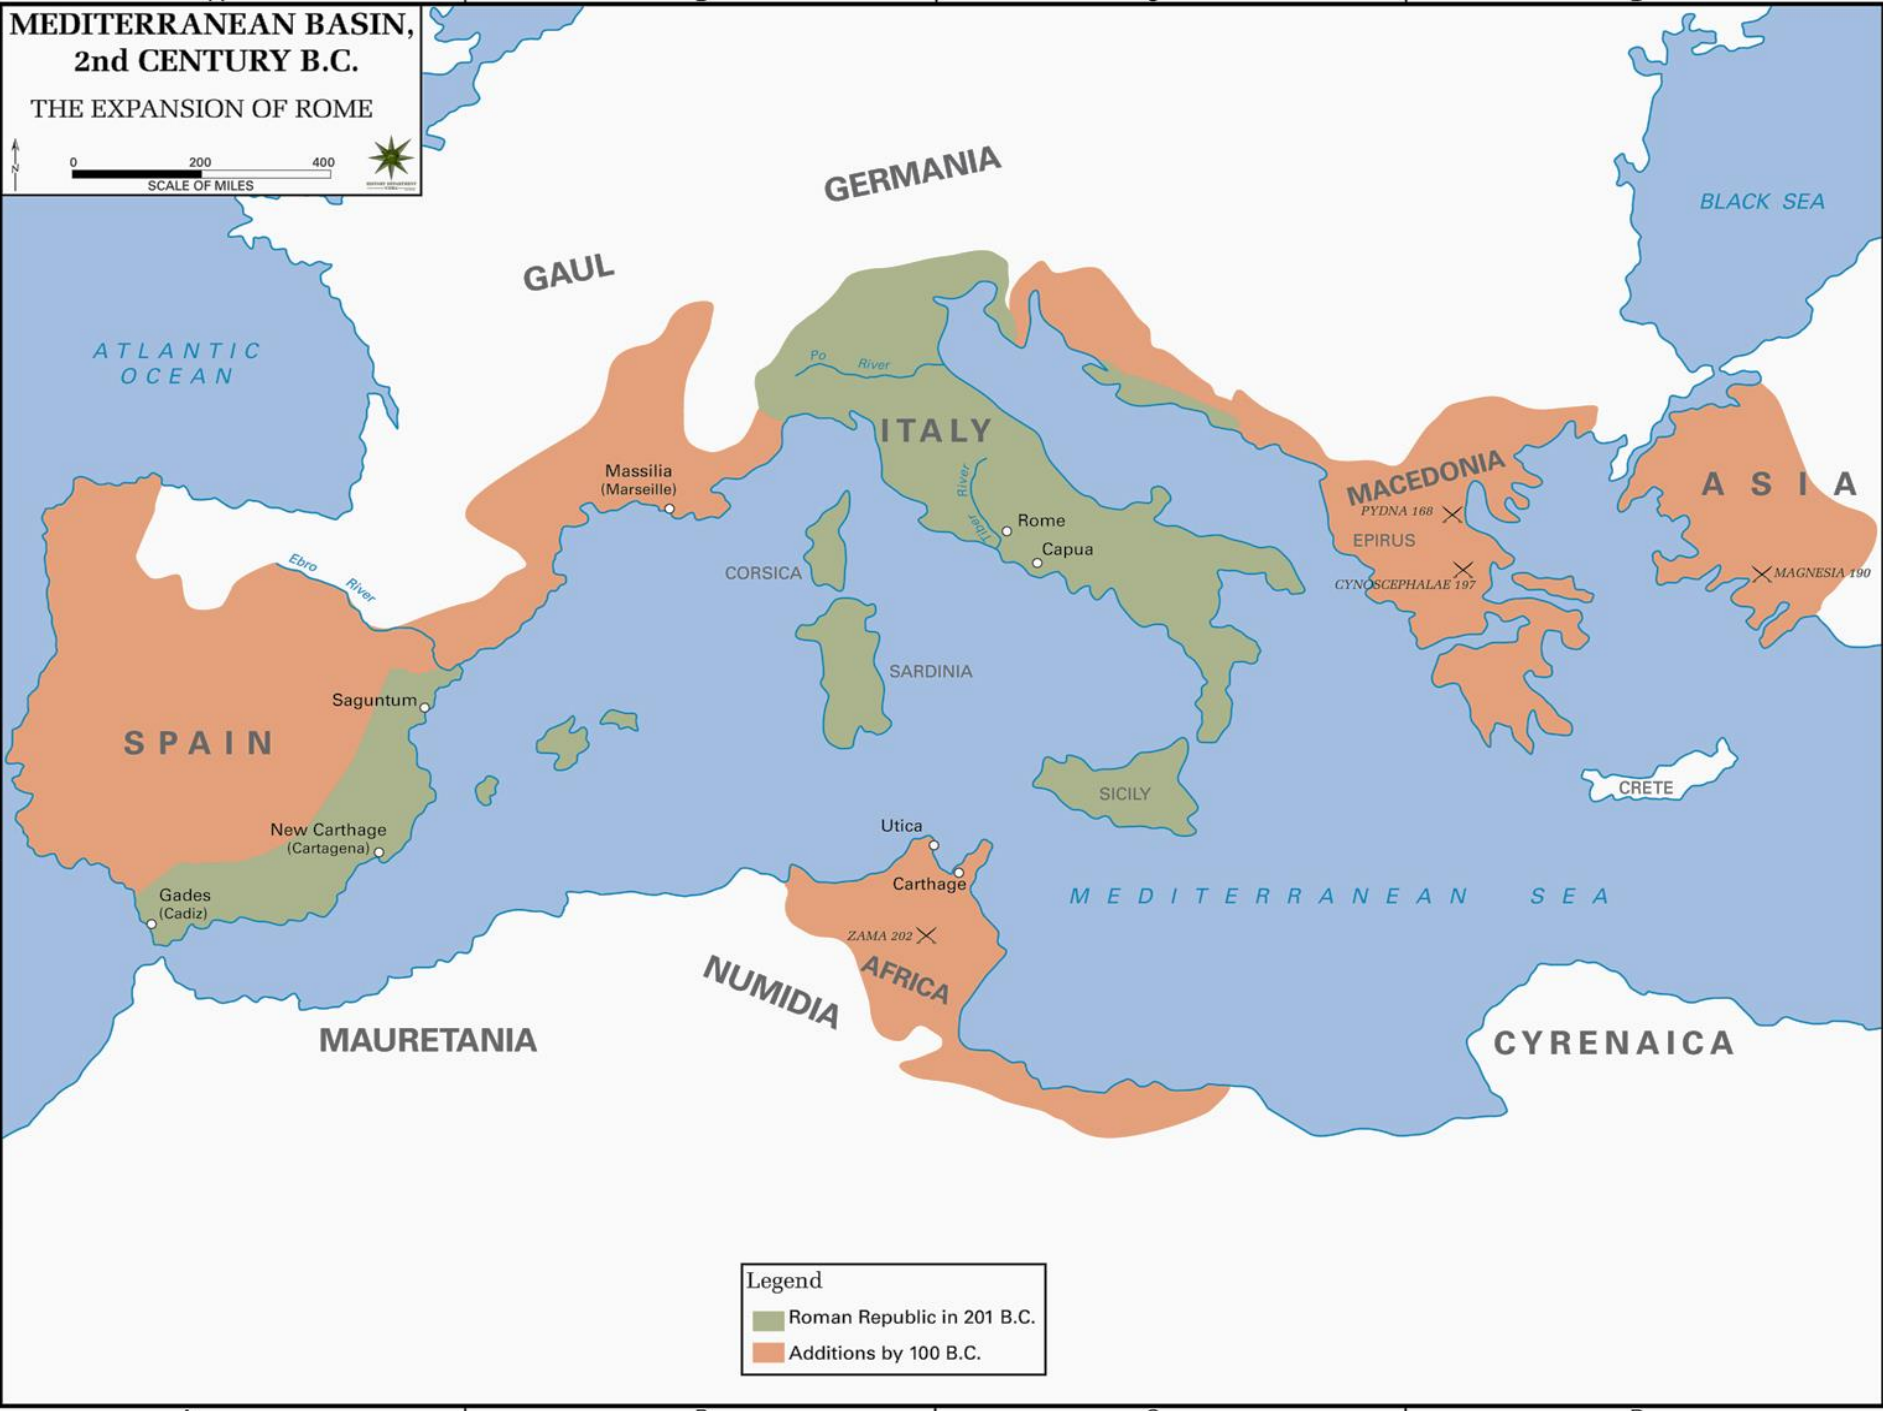 MEDITERRANEAN BASIN,
2nd CENTURY B.C.
THE EXPANSION OF ROME
N
0 200 400
SCALE OF MILES
GERMANIA
BLACK SEA
GAUL
ATLANTIC
OCEAN
Po River
ITALY
Massilia
(Marseille)
MACEDONIA
ASIA
PYDNA 168
Tiber River
Rome
EPIRUS
Capua
Ebro River
CORSICA
CYNOSCEPHALAE 197
MAGNESIA 190
SARDINIA
Saguntum
SPAIN
SICILY
CRETE
New Carthage
(Cartagena)
Utica
Carthage
Gades
(Cadiz)
MEDITERRANEAN SEA
ZAMA 202
AFRICA
NUMIDIA
MAURETANIA
CYRENAICA
Legend
Roman Republic in 201 B.C.
Additions by 100 B.C.